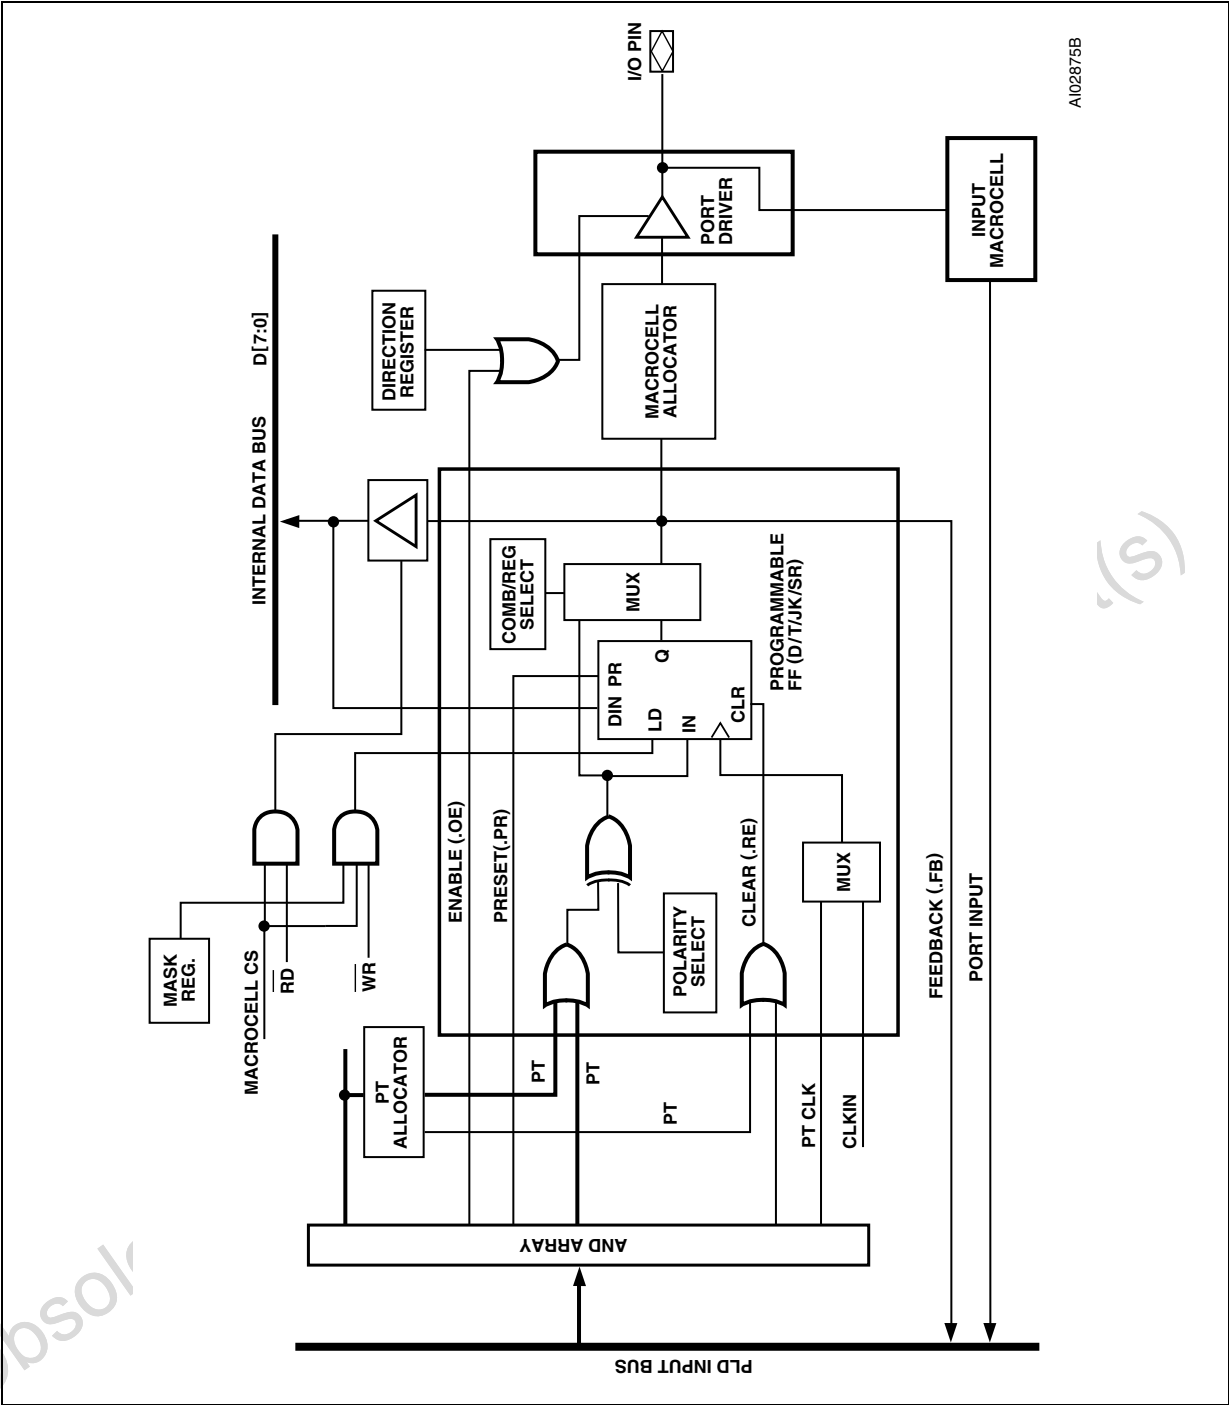 MASK
REG.
MACROCELL CS
RD
WR
INTERNAL DATA BUS
D[7:0]
DIRECTION
REGISTER
PT
ALLOCATOR
ENABLE (.OE)
PRESET(.PR)
COMB/REG
SELECT
MUX
DIN
PR
LD
Q
IN
CLR
PROGRAMMABLE
FF (D/T/JK/SR)
MACROCELL
ALLOCATOR
PORT
DRIVER
I/O PIN
PT
PT
PT
POLARITY
SELECT
CLEAR (.RE)
MUX
PT CLK
CLKIN
FEEDBACK (.FB)
PORT INPUT
INPUT
MACROCELL
AND ARRAY
PLD INPUT BUS
AI02875B
(s)